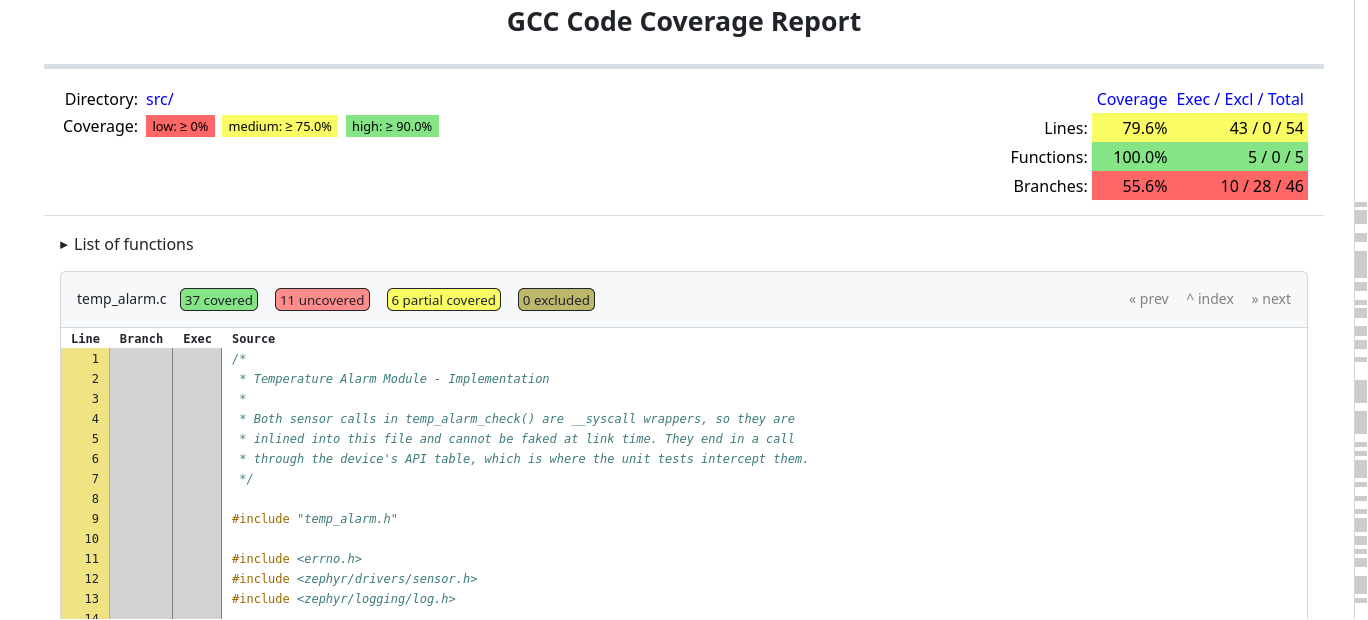 GCC Code Coverage Report
Directory: src/
Coverage: low: ≥ 0% medium: ≥ 75.0% high: ≥ 90.0%
Coverage Exec / Excl / Total
Lines: 79.6% 43 / 0 / 54
Functions: 100.0% 5 / 0 / 5
Branches: 55.6% 10 / 28 / 46
▸ List of functions
temp_alarm.c 37 covered 11 uncovered 6 partial covered 0 excluded « prev ^ index » next
Line Branch Exec Source
1 /*
2  * Temperature Alarm Module - Implementation
3  *
4  * Both sensor calls in temp_alarm_check() are __syscall wrappers, so they are
5  * inlined into this file and cannot be faked at link time. They end in a call
6  * through the device's API table, which is where the unit tests intercept them.
7  */
8
9 #include "temp_alarm.h"
10
11 #include <errno.h>
12 #include <zephyr/drivers/sensor.h>
13 #include <zephyr/logging/log.h>
14